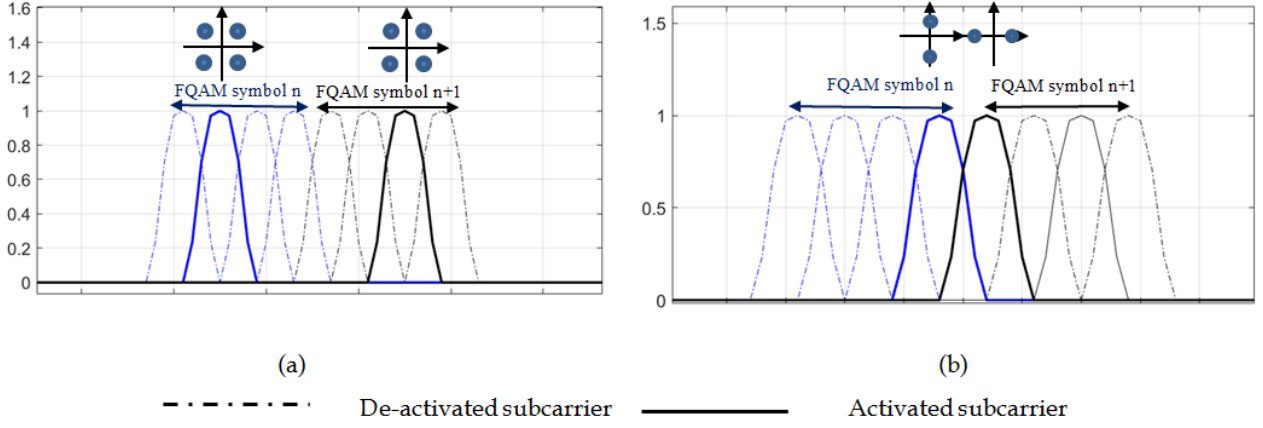 1.6
1.4
1.2
1
0.8
0.6
0.4
0.2
0
FQAM symbol n
FQAM symbol n+1
(a)
1.5
1
0.5
0
FQAM symbol n
FQAM symbol n+1
(b)
De-activated subcarrier
Activated subcarrier